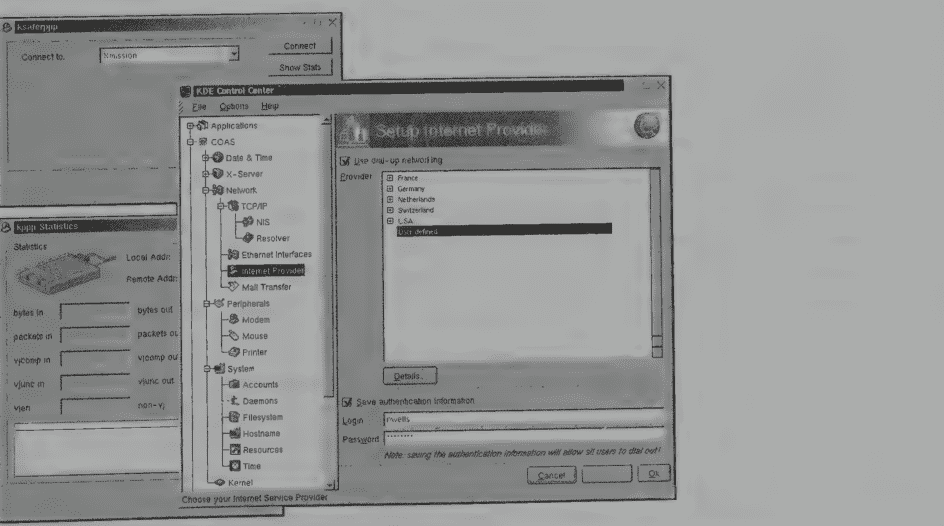 ksaferppp
Connect to.
Xmission
Connect
Show Stats
KDE Control Center
File Options Help
Applications
COAS
Date & Time
X-Server
Network
TCP/IP
NIS
Resolver
Ethernet Interfaces
Internet Provider
Mail Transfer
Peripherals
Modem
Mouse
Printer
System
Accounts
Daemons
Filesystem
Hostname
Resources
Time
Kernel
Choose your Internet Service Provider
Setup Internet Provider
Use dial-up networking
Provider
France
Germany
Netherlands
Switzerland
USA
User defined
Details.
Save authentication information
Login
Password ********
Note: saving the authentication information will allow all users to dial out!
Cancel
Ok
kppp Statistics
Statistics
Local Addr:
Remote Addr:
bytes in
bytes out
packets in
packets ou
vjcomp in
vjcomp ou
vjunc in
vjunc out
vjerr
non-vj